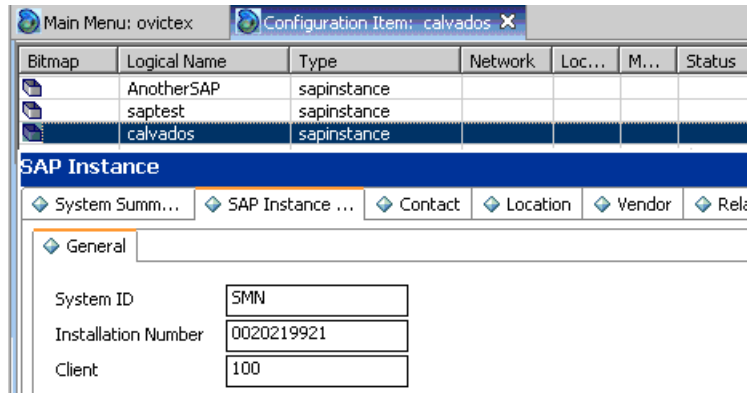 Main Menu: ovictex Configuration Item: calvados
Bitmap Logical Name Type Network Loc... M... Status
AnotherSAP sapinstance
saptest sapinstance
calvados sapinstance
SAP Instance
System Summ... SAP Instance ... Contact Location Vendor Rela
General
System ID SMN
Installation Number 0020219921
Client 100